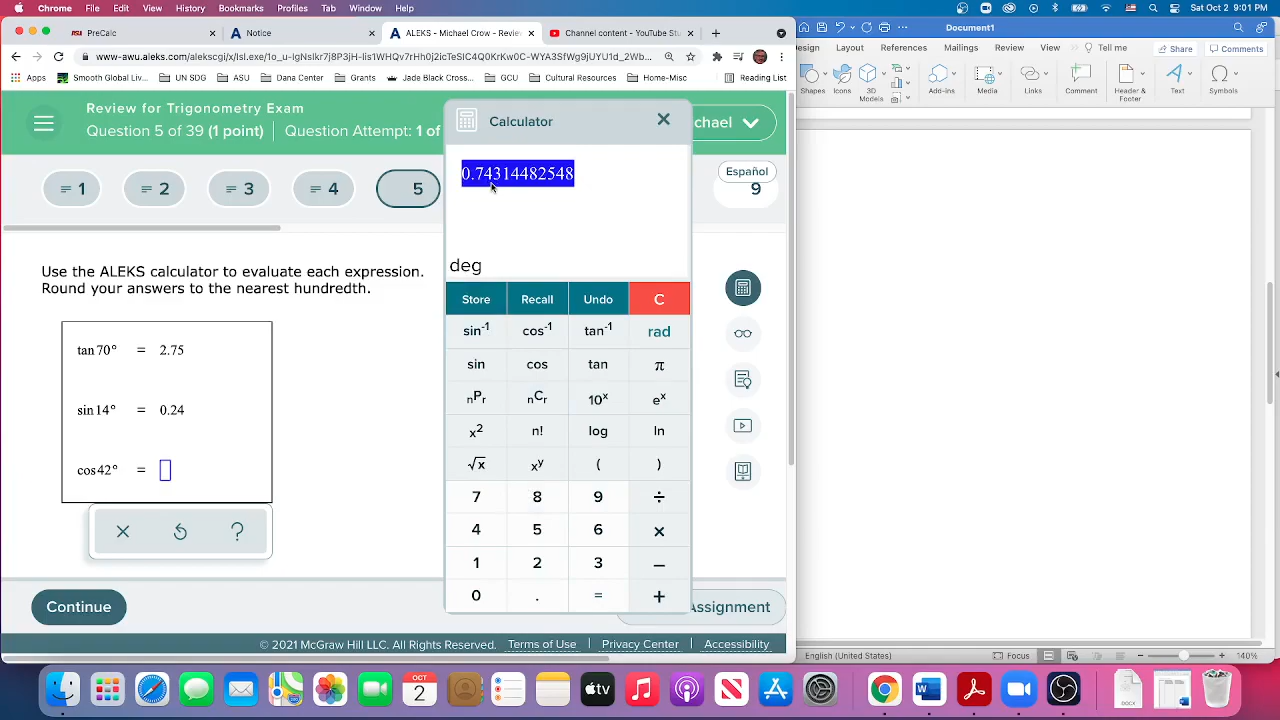 Chrome File Edit View History Bookmarks Profiles Tab Window Help Sat Oct 2 9:01 PM
PreCalc Notice ALEKS - Michael Crow - Review Channel content - YouTube Stu
Document1
Apps Smooth Global Livi... UN SDG ASU Dana Center Grants Jade Black Cross... GCU Cultural Resources Home-Misc Reading List
References Mailings Review View Tell me Share Comments
Shapes Icons 3D Models Add-ins Media Links Comment Header & Footer Text Symbols
Review for Trigonometry Exam
Question 5 of 39 (1 point) Question Attempt: 1 of
Michael
1 2 3 4 5 9
Español
Calculator
0.74314482548
deg
Store Recall Undo C
sin-1 cos-1 tan-1 rad
sin cos tan π
nPr nCr 10x ex
x2 n! log ln
√x xy ( )
7 8 9 ÷
4 5 6 ×
1 2 3 −
0 . = +
Use the ALEKS calculator to evaluate each expression.
Round your answers to the nearest hundredth.
tan 70° = 2.75
sin 14° = 0.24
cos 42° =
× ?
Continue
Assignment
© 2021 McGraw Hill LLC. All Rights Reserved. Terms of Use | Privacy Center | Accessibility
English (United States) Focus 140%
OCT
2
tv
DOCX